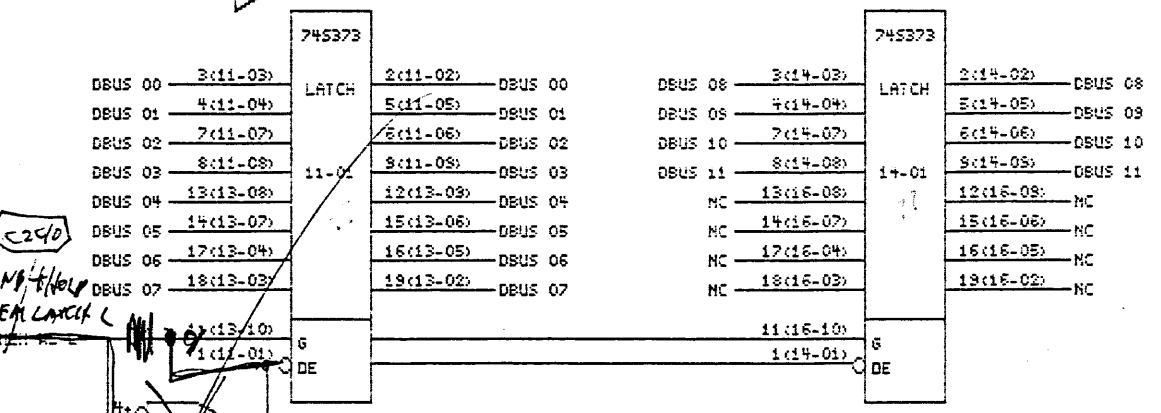 74S373 74S373
3(11-03) 2(11-02) 3(14-03) 2(14-02)
DBUS 00 LATCH DBUS 00 DBUS 08 LATCH DBUS 08
4(11-04) 5(11-05) 4(14-04) 5(14-05)
DBUS 01 DBUS 01 DBUS 09 DBUS 09
7(11-07) 6(11-06) 7(14-07) 6(14-06)
DBUS 02 DBUS 02 DBUS 10 DBUS 10
8(11-08) 9(11-09) 8(14-08) 9(14-09)
DBUS 03 11-01 DBUS 03 DBUS 11 14-01 DBUS 11
13(13-08) 12(13-09) 13(16-08) 12(16-09)
DBUS 04 DBUS 04 NC NC
14(13-07) 15(13-06) 14(16-07) 15(16-06)
DBUS 05 DBUS 05 NC NC
17(13-04) 16(13-05) 17(16-04) 16(16-05)
DBUS 06 DBUS 06 NC NC
18(13-03) 19(13-02) 18(16-03) 19(16-02)
DBUS 07 DBUS 07 NC NC
LATCH L
(13-10) 11(16-10)
G G
1(11-01) 1(14-01)
OE OE